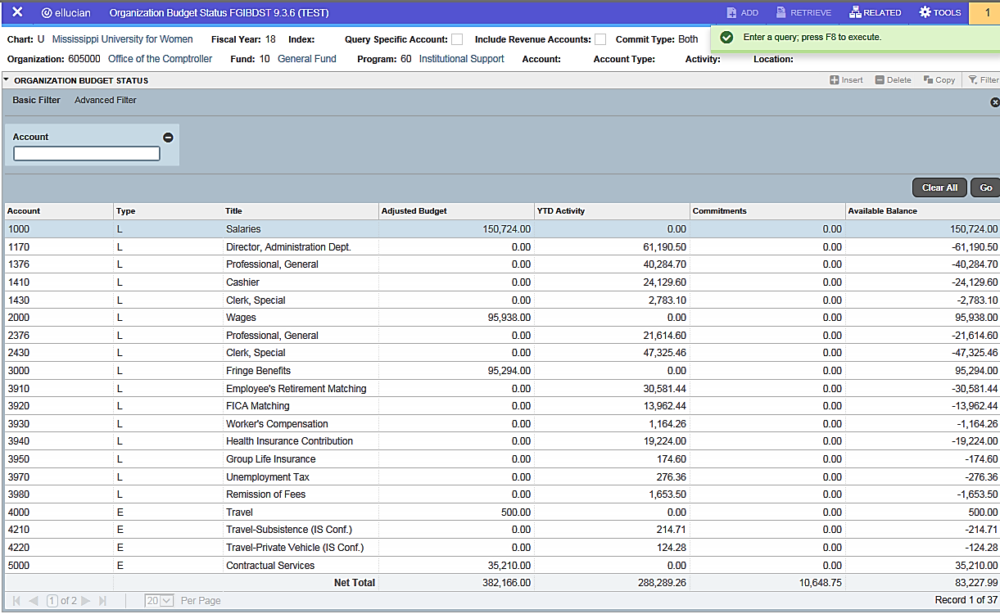 ellucian Organization Budget Status FGIBDST 9.3.6 (TEST) ADD RETRIEVE RELATED TOOLS 1
Chart: U Mississippi University for Women Fiscal Year: 18 Index: Query Specific Account: Include Revenue Accounts: Commit Type: Both
Enter a query; press F8 to execute.
Organization: 605000 Office of the Comptroller Fund: 10 General Fund Program: 60 Institutional Support Account: Account Type: Activity: Location:
ORGANIZATION BUDGET STATUS Insert Delete Copy Filter
Basic Filter Advanced Filter
Account
Clear All Go
Account Type Title Adjusted Budget YTD Activity Commitments Available Balance
1000 L Salaries 150,724.00 0.00 0.00 150,724.00
1170 L Director, Administration Dept. 0.00 61,190.50 0.00 -61,190.50
1376 L Professional, General 0.00 40,284.70 0.00 -40,284.70
1410 L Cashier 0.00 24,129.60 0.00 -24,129.60
1430 L Clerk, Special 0.00 2,783.10 0.00 -2,783.10
2000 L Wages 95,938.00 0.00 0.00 95,938.00
2376 L Professional, General 0.00 21,614.60 0.00 -21,614.60
2430 L Clerk, Special 0.00 47,325.46 0.00 -47,325.46
3000 L Fringe Benefits 95,294.00 0.00 0.00 95,294.00
3910 L Employee's Retirement Matching 0.00 30,581.44 0.00 -30,581.44
3920 L FICA Matching 0.00 13,962.44 0.00 -13,962.44
3930 L Worker's Compensation 0.00 1,164.26 0.00 -1,164.26
3940 L Health Insurance Contribution 0.00 19,224.00 0.00 -19,224.00
3950 L Group Life Insurance 0.00 174.60 0.00 -174.60
3970 L Unemployment Tax 0.00 276.36 0.00 -276.36
3980 L Remission of Fees 0.00 1,653.50 0.00 -1,653.50
4000 E Travel 500.00 0.00 0.00 500.00
4210 E Travel-Subsistence (IS Conf.) 0.00 214.71 0.00 -214.71
4220 E Travel-Private Vehicle (IS Conf.) 0.00 124.28 0.00 -124.28
5000 E Contractual Services 35,210.00 0.00 0.00 35,210.00
Net Total 382,166.00 288,289.26 10,648.75 83,227.99
1 of 2 20 Per Page Record 1 of 37